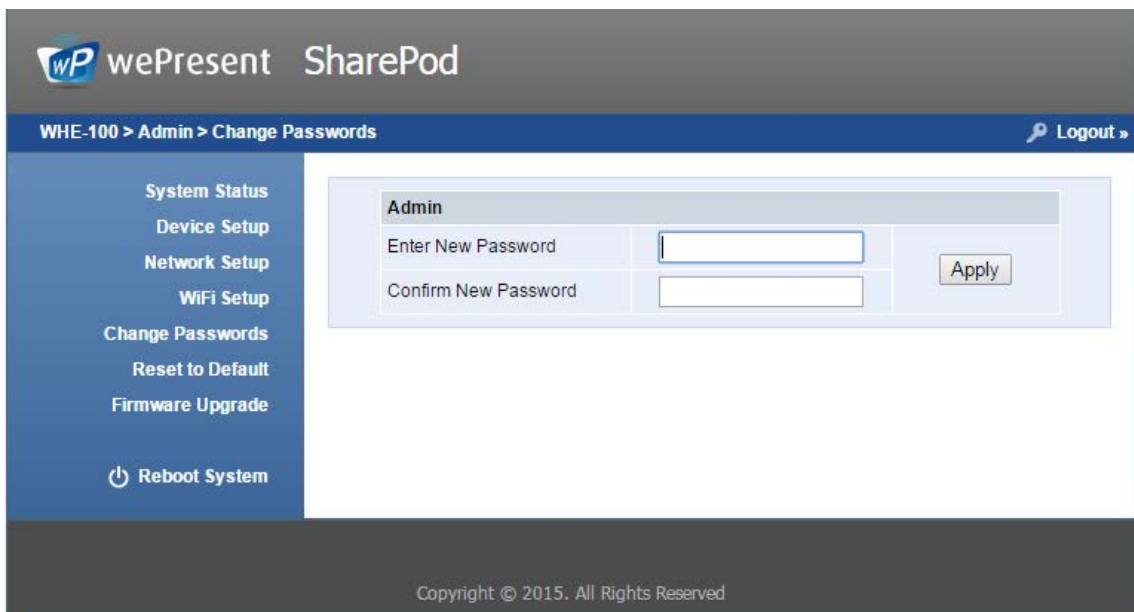 wP wePresent SharePod
WHE-100 > Admin > Change Passwords
Logout »
System Status
Device Setup
Network Setup
WiFi Setup
Change Passwords
Reset to Default
Firmware Upgrade
Reboot System
Admin
Enter New Password
Confirm New Password
Apply
Copyright © 2015. All Rights Reserved